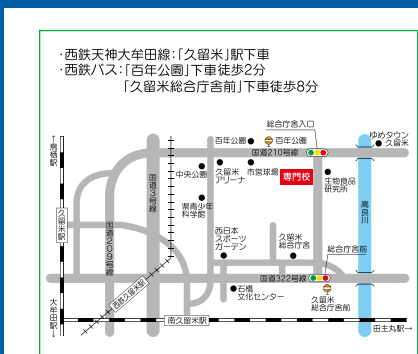 ・西鉄天神大牟田線：「久留米」駅下車
・西鉄バス：「百年公園」下車徒歩2分
「久留米総合庁舎前」下車徒歩8分
総合庁舎入口
ゆめタウン
久留米
百年公園
百年公園
国道210号線
←鳥栖駅
国道3号線
中央公園
久留米
アリーナ
市営球場
専門校
生物食品
研究所
県青少年
科学館
高良川
久留米駅
国道209号線
西日本
スポーツ
ガーデン
久留米
総合庁舎
総合庁舎前
国道322号線
西鉄久留米駅
石橋
文化センター
久留米
総合庁舎前
大牟田駅→
南久留米駅
田主丸駅→